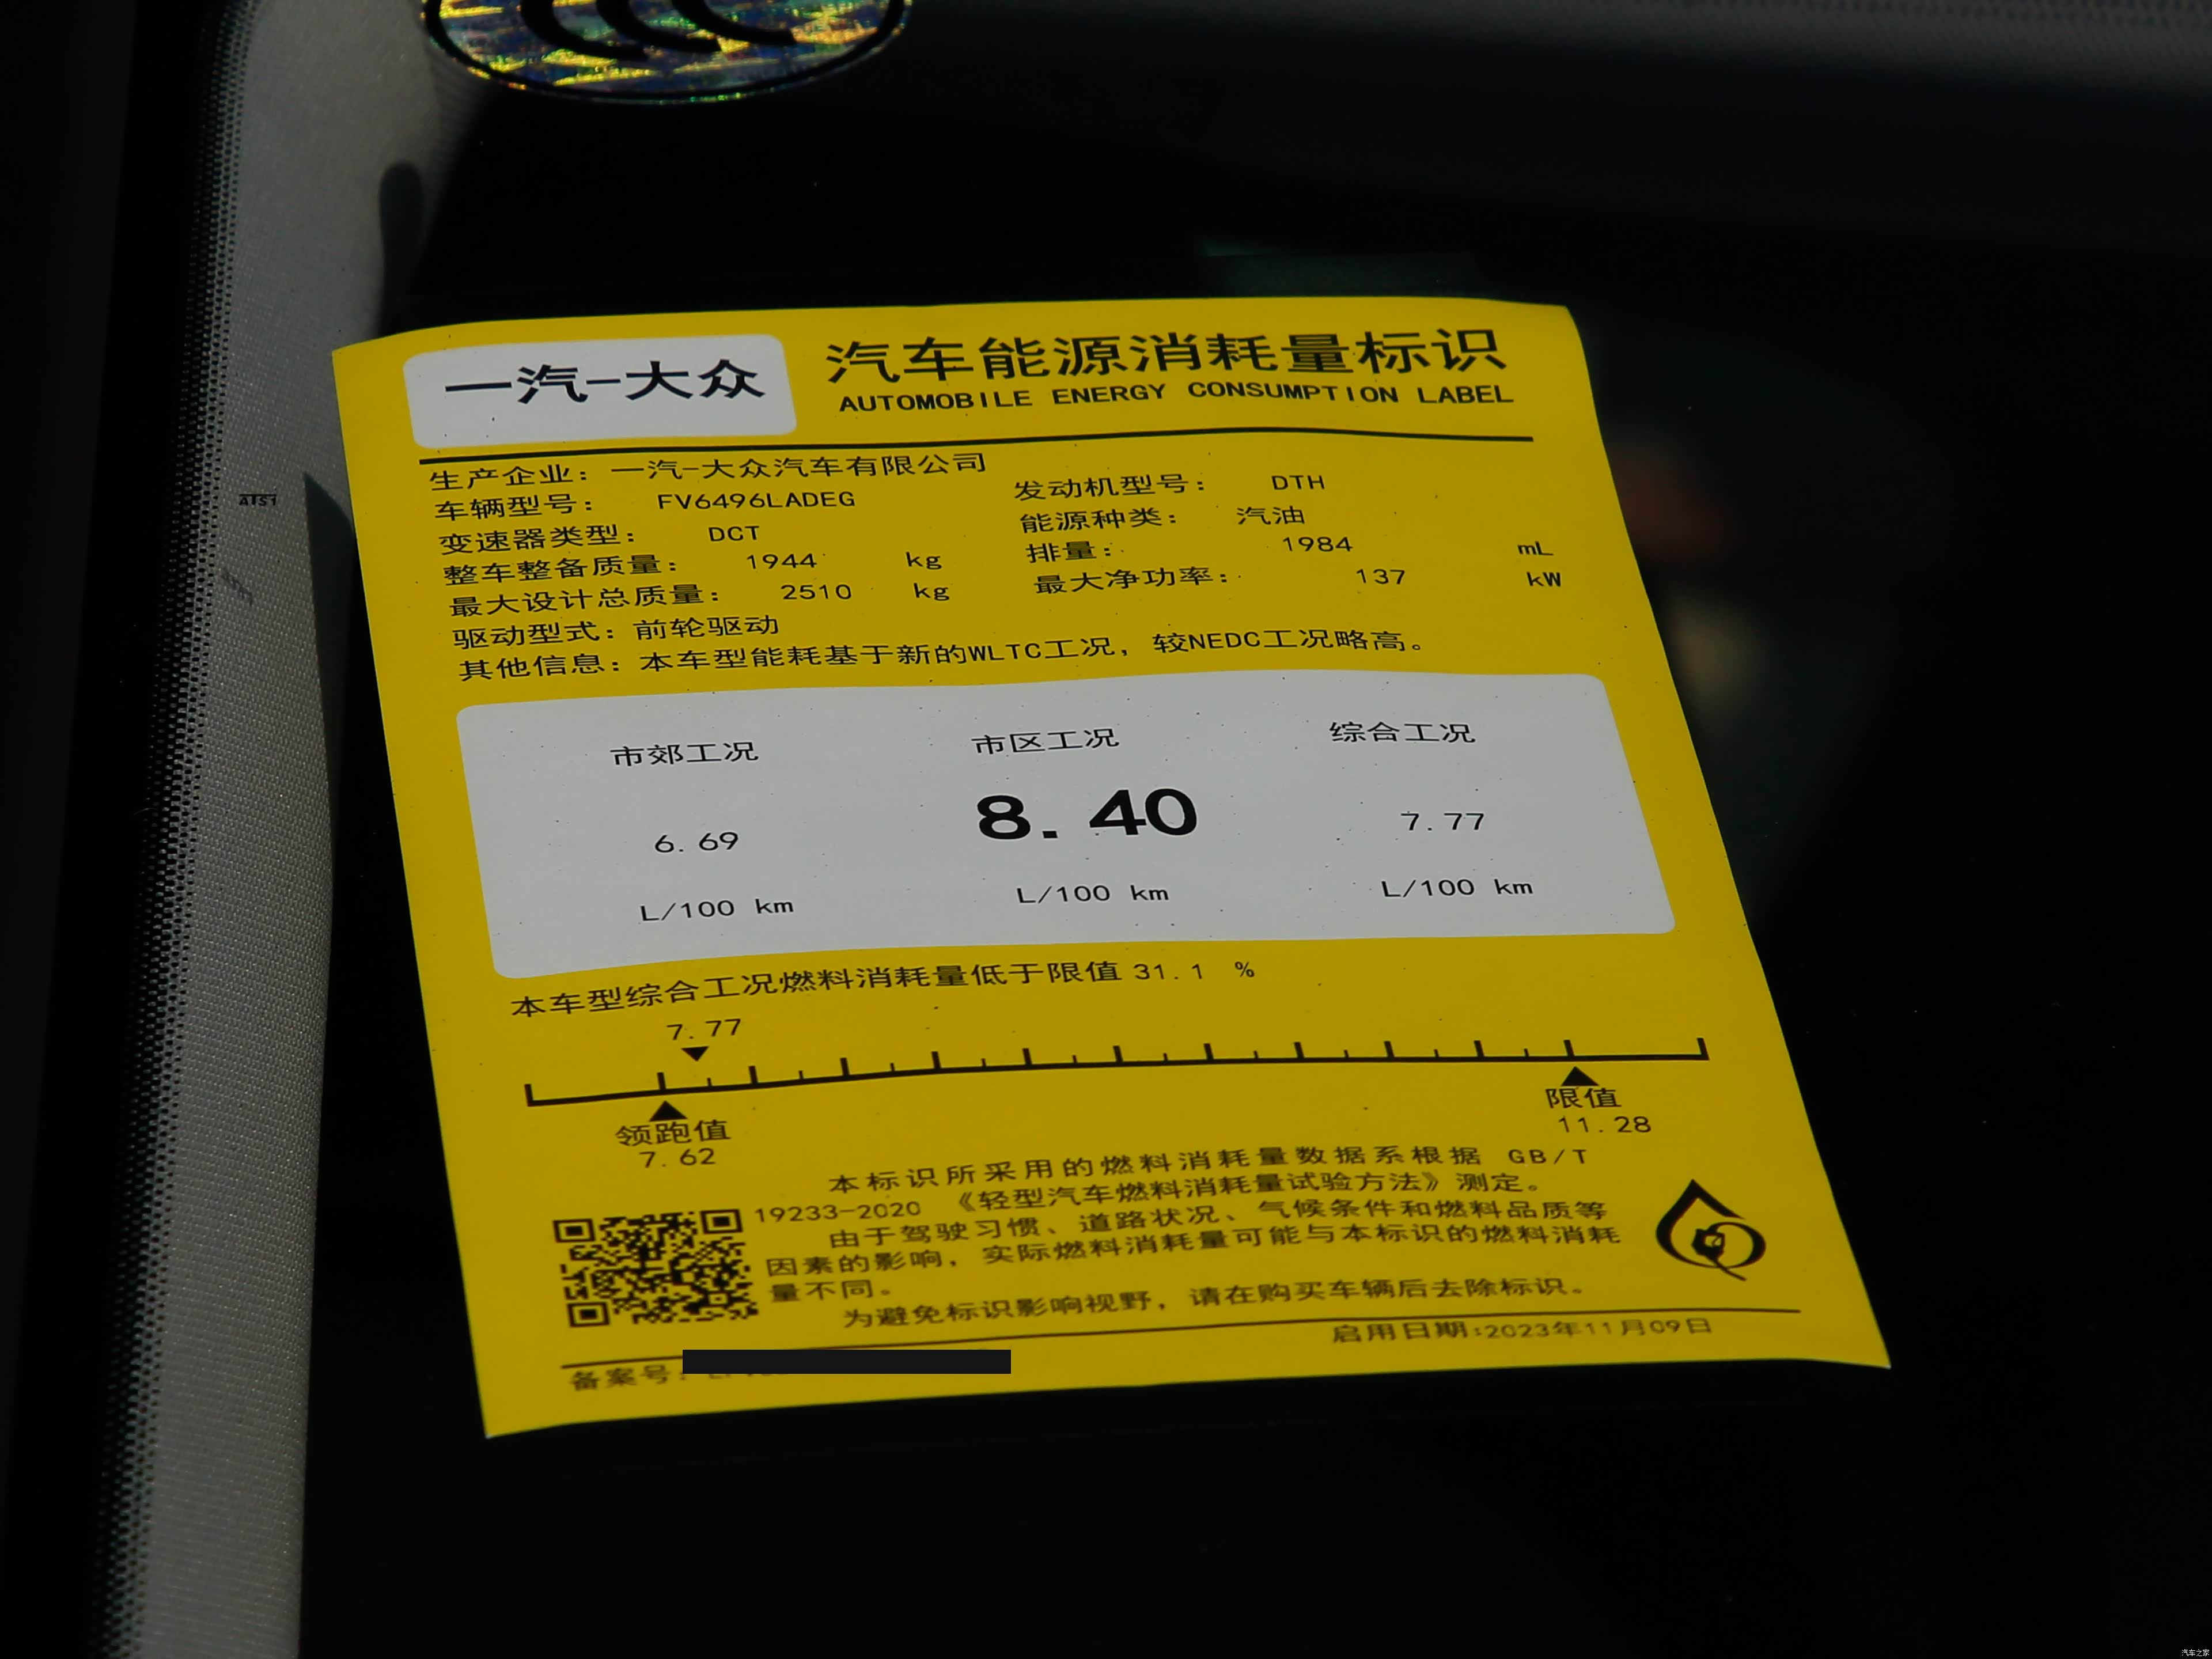 一汽-大众
汽车能源消耗量标识
AUTOMOBILE ENERGY CONSUMPTION LABEL
生产企业：一汽-大众汽车有限公司
车辆型号： FV6496LADEG 发动机型号： DTH
变速器类型： DCT 能源种类： 汽油
整车整备质量： 1944 kg 排量： 1984 mL
最大设计总质量： 2510 kg 最大净功率： 137 kW
驱动型式：前轮驱动
其他信息：本车型能耗基于新的WLTC工况，较NEDC工况略高。
市郊工况 市区工况 综合工况
6.69 8.40 7.77
L/100 km L/100 km L/100 km
本车型综合工况燃料消耗量低于限值 31.1 %
7.77
领跑值
7.62
限值
11.28
本标识所采用的燃料消耗量数据系根据 GB/T
19233-2020 《轻型汽车燃料消耗量试验方法》测定。
由于驾驶习惯、道路状况、气候条件和燃料品质等
因素的影响，实际燃料消耗量可能与本标识的燃料消耗
量不同。
为避免标识影响视野，请在购买车辆后去除标识。
备案号： 启用日期：2023年11月09日
汽车之家